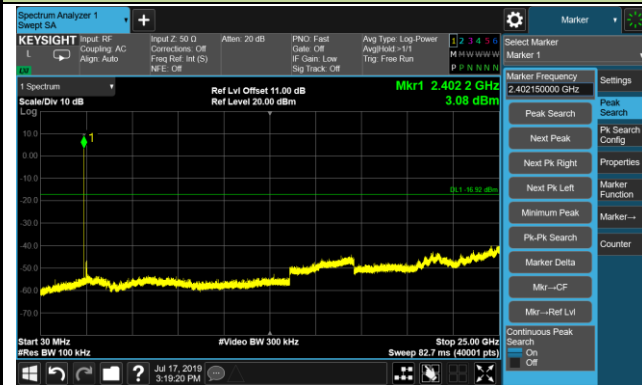 Spectrum Analyzer 1
Swept SA
+
Marker
KEYSIGHT
L
Input: RF
Coupling: AC
Align: Auto
Input Z: 50 Ω
Corrections: Off
Freq Ref: Int (S)
NFE: Off
Atten: 20 dB
PNO: Fast
Gate: Off
IF Gain: Low
Sig Track: Off
Avg Type: Log-Power
Avg|Hold:>1/1
Trig: Free Run
1 2 3 4 5 6
M W W W W W
P P N N N N
Select Marker
Marker 1
1 Spectrum
Scale/Div 10 dB
Log
Ref Lvl Offset 11.00 dB
Ref Level 20.00 dBm
Mkr1 2.402 2 GHz
3.08 dBm
10.0
0.00
-10.0
-20.0
-30.0
-40.0
-50.0
-60.0
-70.0
1
DL1 -16.92 dBm
Start 30 MHz
#Res BW 100 kHz
#Video BW 300 kHz
Stop 25.00 GHz
Sweep 82.7 ms (40001 pts)
Marker Frequency
2.402150000 GHz
Peak Search
Next Peak
Next Pk Right
Next Pk Left
Minimum Peak
Pk-Pk Search
Marker Delta
Mkr→CF
Mkr→Ref Lvl
Continuous Peak
Search
On
Off
Settings
Peak
Search
Pk Search
Config
Properties
Marker
Function
Marker→
Counter
?
Jul 17, 2019
3:19:20 PM